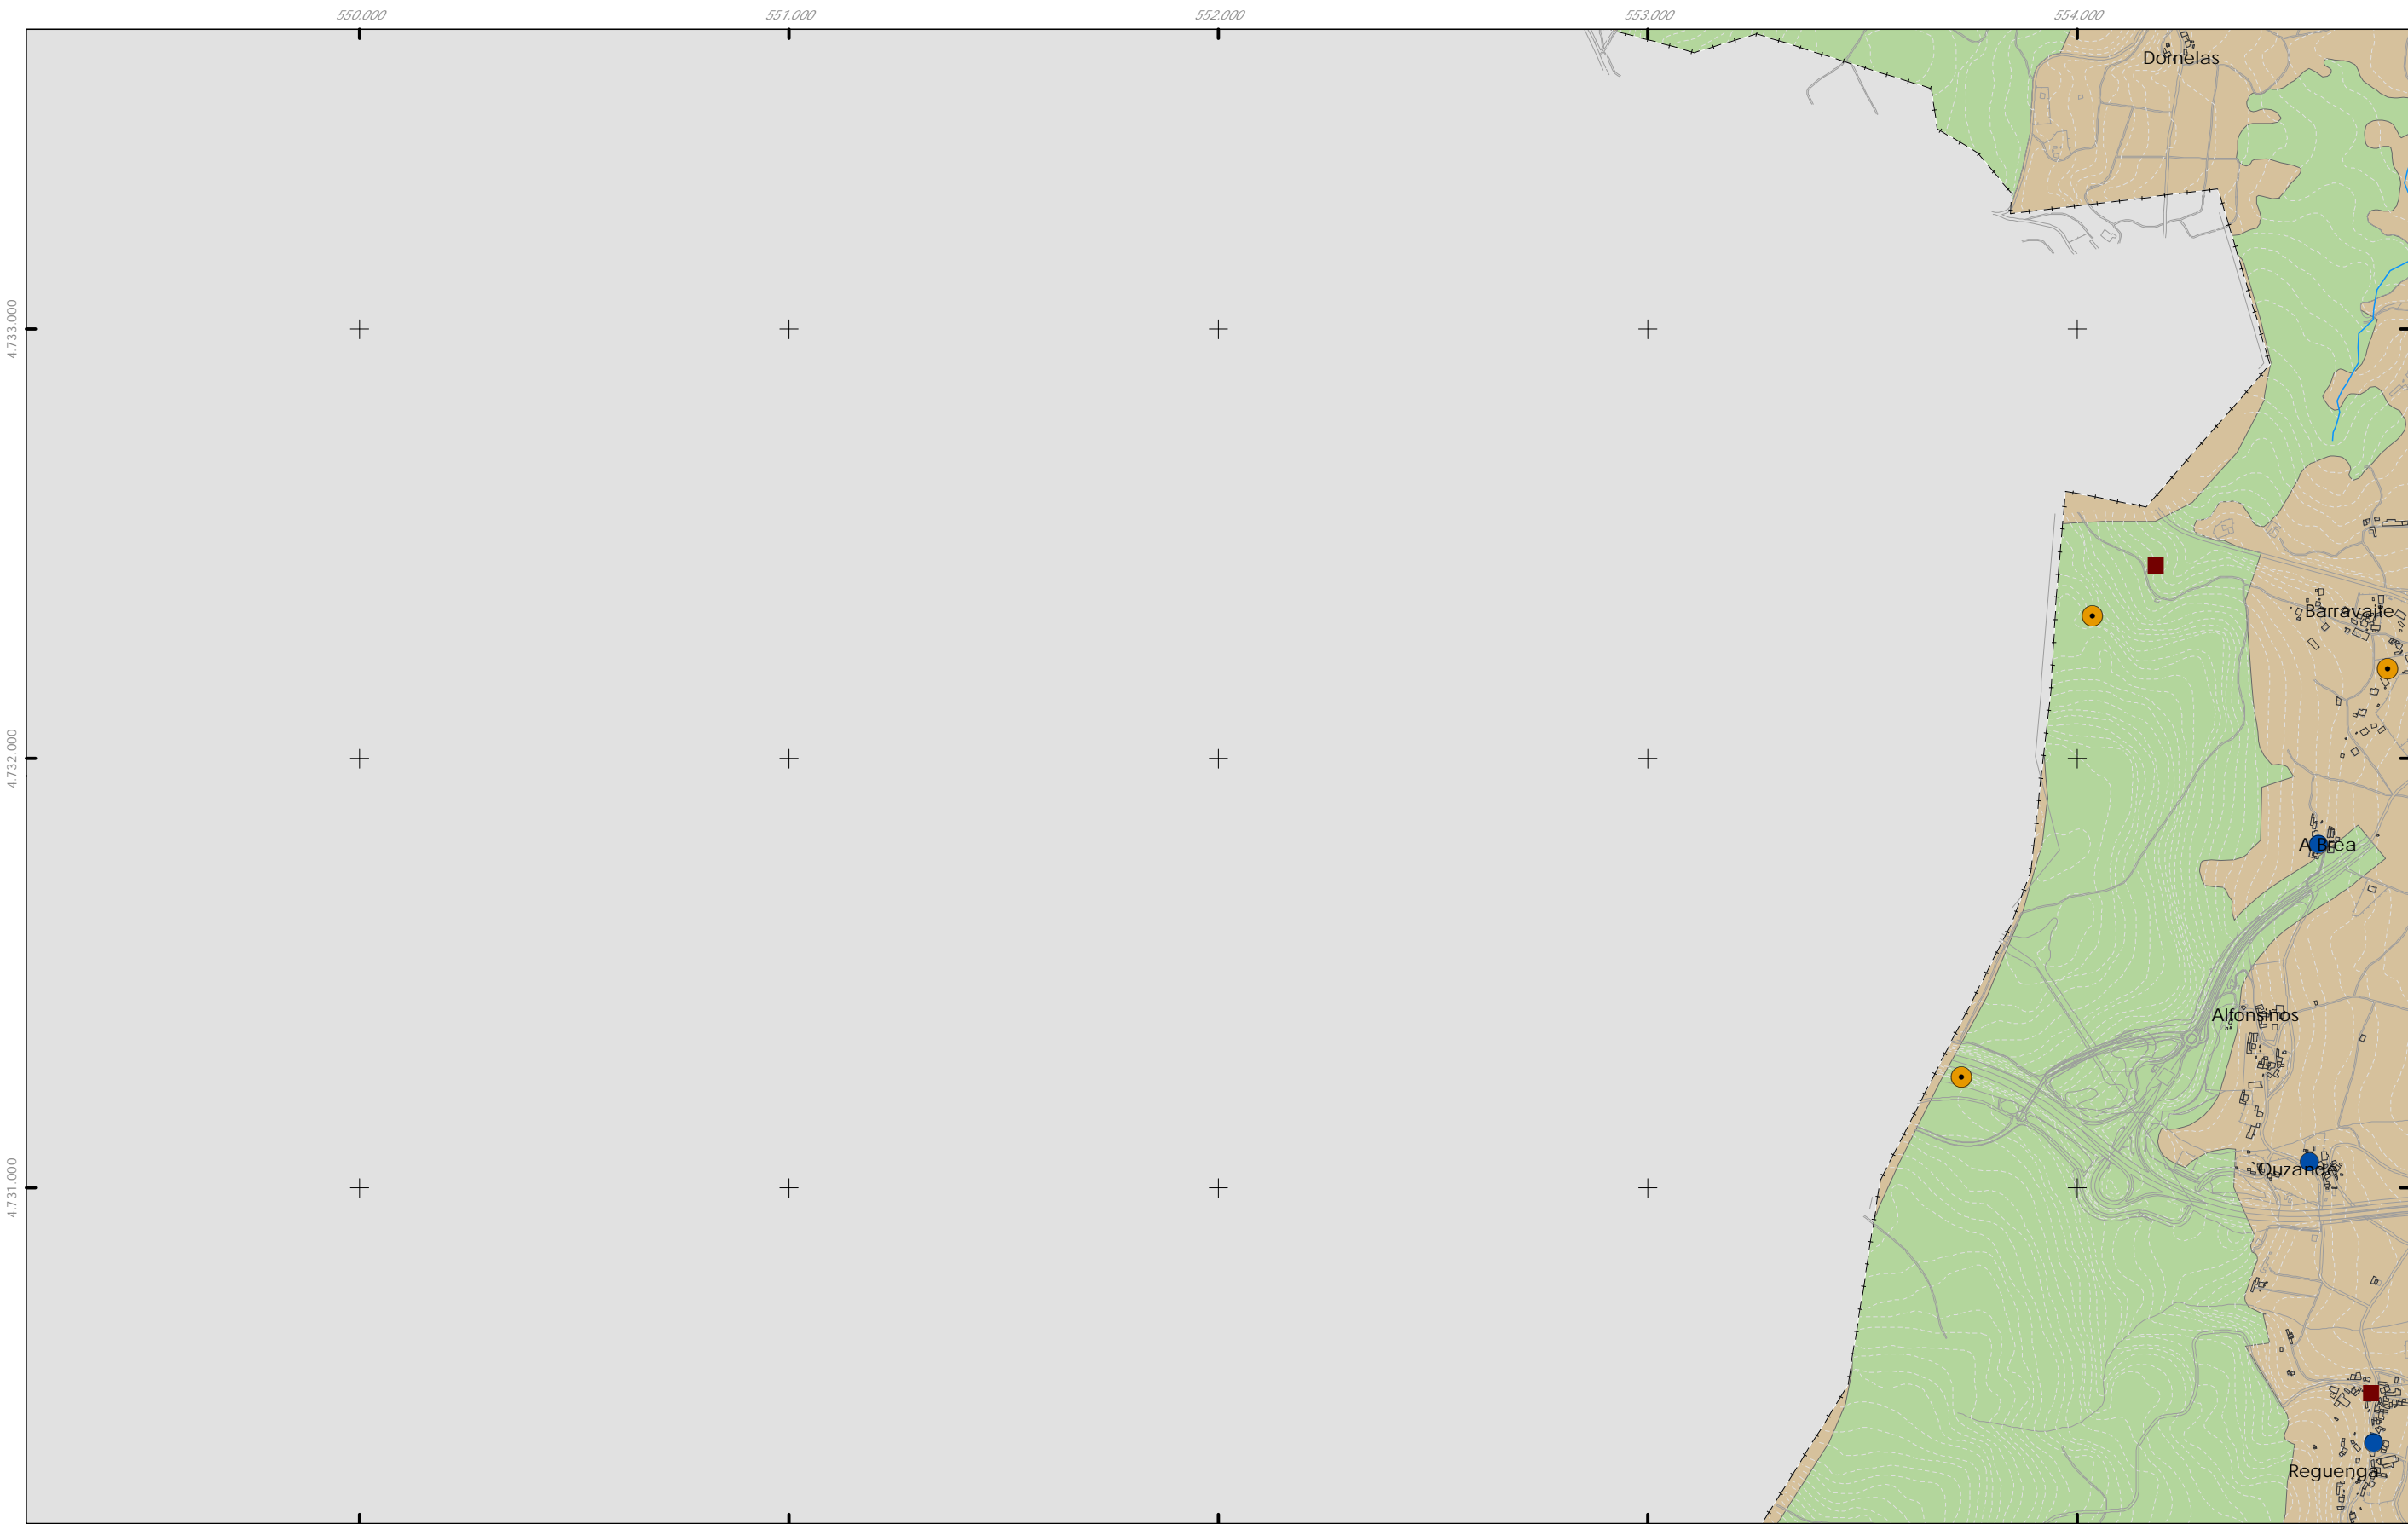 550.000 551.000 552.000 553.000 554.000
Dornelas
4.733.000
Barravalle
4.732.000
A Brea
Alfonsinos
Ouzande
4.731.000
Reguenga